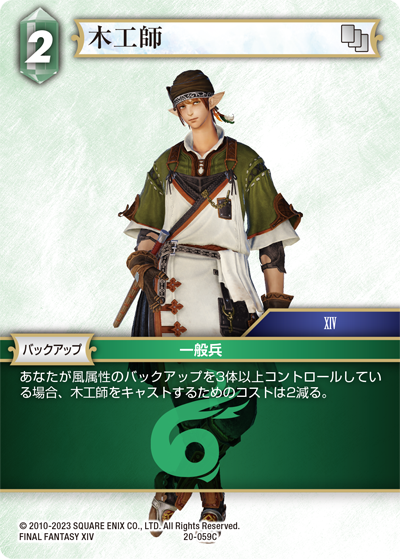 2
木工師
XIV
バックアップ
一般兵
あなたが風属性のバックアップを3体以上コントロールしてい
る場合、木工師をキャストするためのコストは2減る。
© 2010-2023 SQUARE ENIX CO., LTD. All Rights Reserved.
FINAL FANTASY XIV
20-059C